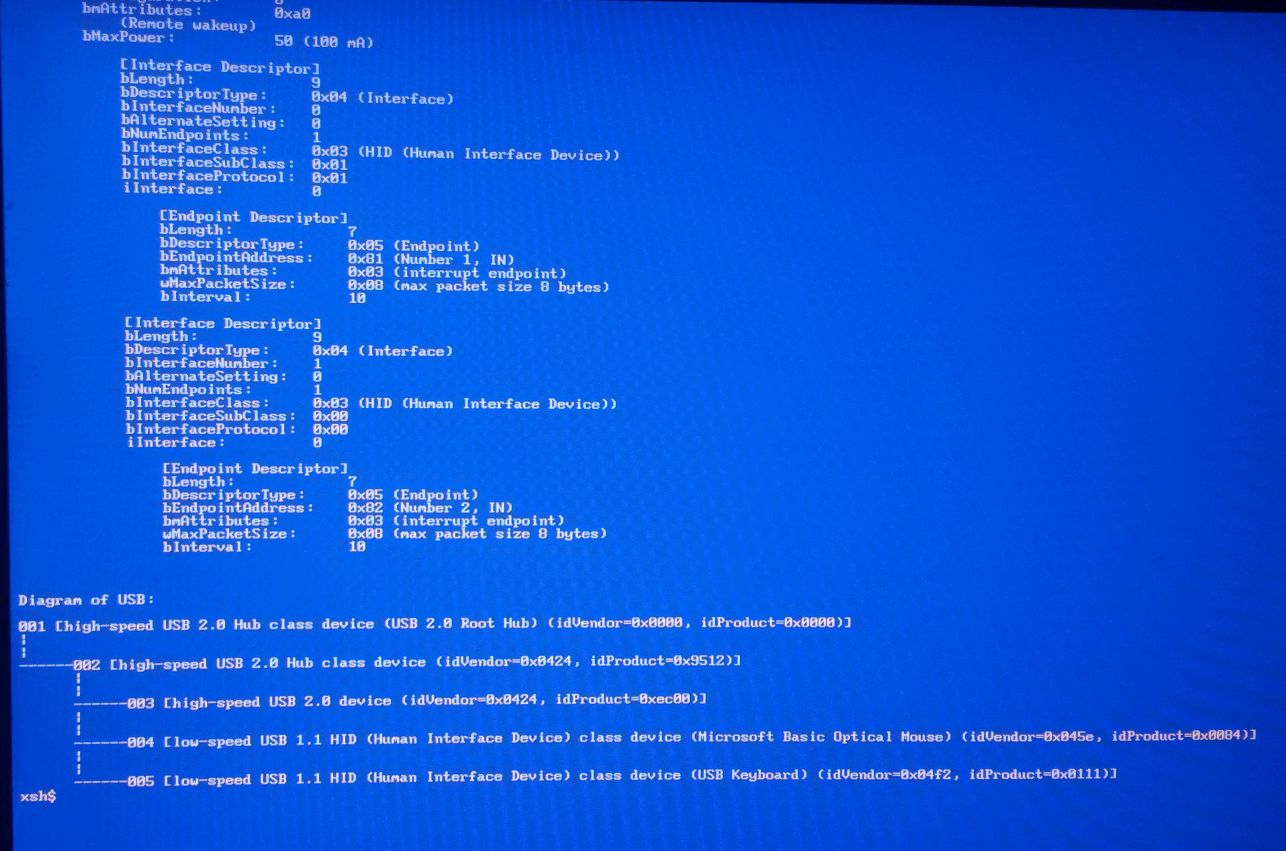 bmAttributes: 0xa0
(Remote wakeup)
bMaxPower: 50 (100 mA)
[Interface Descriptor]
bLength: 9
bDescriptorType: 0x04 (Interface)
bInterfaceNumber: 0
bAlternateSetting: 0
bNumEndpoints: 1
bInterfaceClass: 0x03 (HID (Human Interface Device))
bInterfaceSubClass: 0x01
bInterfaceProtocol: 0x01
iInterface: 0
[Endpoint Descriptor]
bLength: 7
bDescriptorType: 0x05 (Endpoint)
bEndpointAddress: 0x81 (Number 1, IN)
bmAttributes: 0x03 (interrupt endpoint)
wMaxPacketSize: 0x08 (max packet size 8 bytes)
bInterval: 10
[Interface Descriptor]
bLength: 9
bDescriptorType: 0x04 (Interface)
bInterfaceNumber: 1
bAlternateSetting: 0
bNumEndpoints: 1
bInterfaceClass: 0x03 (HID (Human Interface Device))
bInterfaceSubClass: 0x00
bInterfaceProtocol: 0x00
iInterface: 0
[Endpoint Descriptor]
bLength: 7
bDescriptorType: 0x05 (Endpoint)
bEndpointAddress: 0x82 (Number 2, IN)
bmAttributes: 0x03 (interrupt endpoint)
wMaxPacketSize: 0x08 (max packet size 8 bytes)
bInterval: 10
Diagram of USB:
001 [high-speed USB 2.0 Hub class device (USB 2.0 Root Hub) (idVendor=0x0000, idProduct=0x0000)]
------002 [high-speed USB 2.0 Hub class device (idVendor=0x0424, idProduct=0x9512)]
------003 [high-speed USB 2.0 device (idVendor=0x0424, idProduct=0xec00)]
------004 [low-speed USB 1.1 HID (Human Interface Device) class device (Microsoft Basic Optical Mouse) (idVendor=0x045e, idProduct=0x0084)]
------005 [low-speed USB 1.1 HID (Human Interface Device) class device (USB Keyboard) (idVendor=0x04f2, idProduct=0x0111)]
xsh$